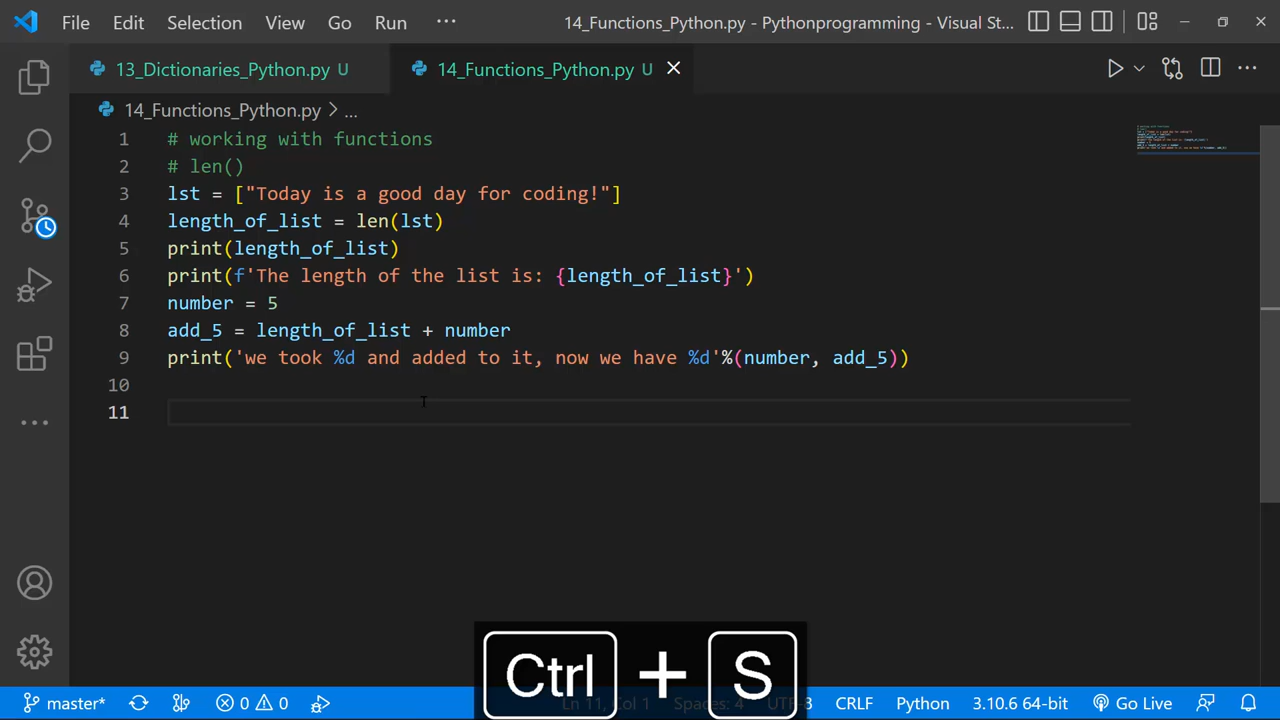 File Edit Selection View Go Run ··· 14_Functions_Python.py - Pythonprogramming - Visual St...
13_Dictionaries_Python.py U 14_Functions_Python.py U
14_Functions_Python.py > ...
1 # working with functions
2 # len()
3 lst = ["Today is a good day for coding!"]
4 length_of_list = len(lst)
5 print(length_of_list)
6 print(f'The length of the list is: {length_of_list}')
7 number = 5
8 add_5 = length_of_list + number
9 print('we took %d and added to it, now we have %d'%(number, add_5))
10
11
Ctrl + S
master* 0 0 Ln 11, Col 1 Spaces: 4 UTF-8 CRLF Python 3.10.6 64-bit Go Live